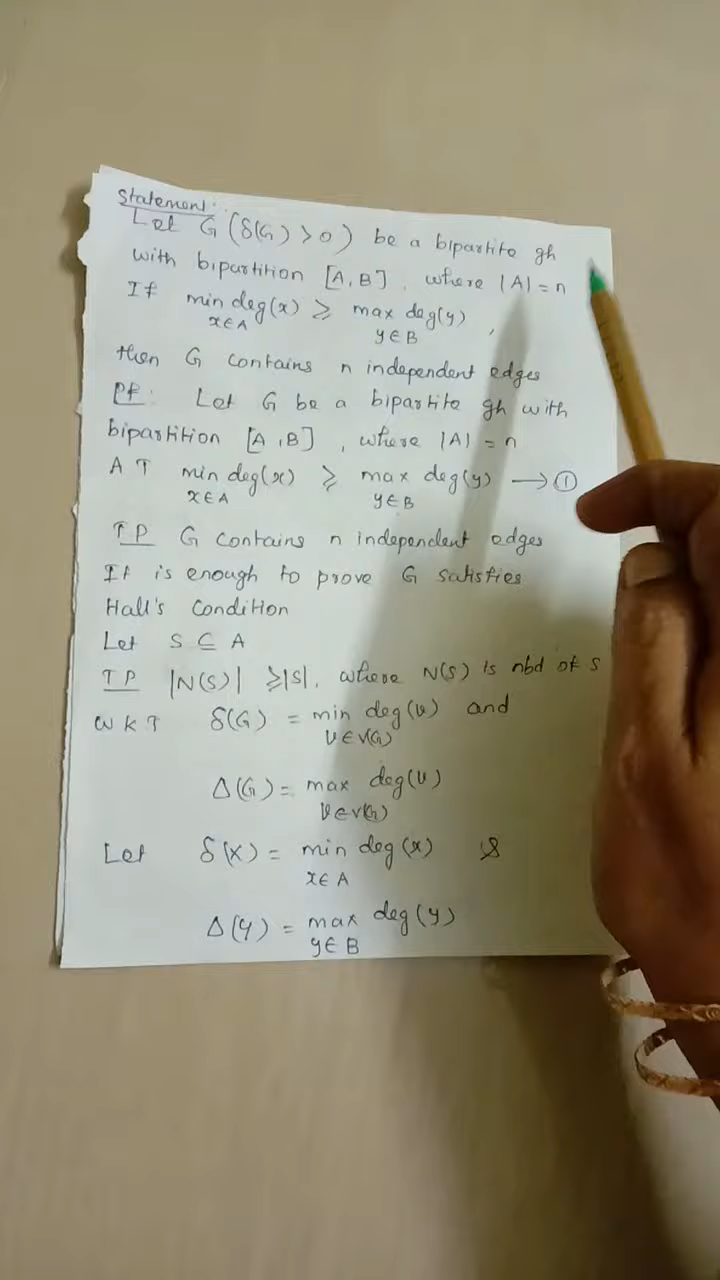 Statement:
Let G (δ(G) > 0) be a bipartite gh
with bipartition [A, B], where |A| = n
If min deg(x) ≥ max deg(y),
x∈A y∈B
then G contains n independent edges
Pf: Let G be a bipartite gh with
bipartition [A, B], where |A| = n
A T min deg(x) ≥ max deg(y) → ①
x∈A y∈B
T P G contains n independent edges
It is enough to prove G satisfies
Hall's Condition
Let S ⊆ A
T P |N(S)| ≥ |S|, where N(S) is nbd of S
W K T δ(G) = min deg(v) and
v∈V(G)
Δ(G) = max deg(v)
v∈V(G)
Let δ(X) = min deg(x) &
x∈A
Δ(Y) = max deg(y)
y∈B